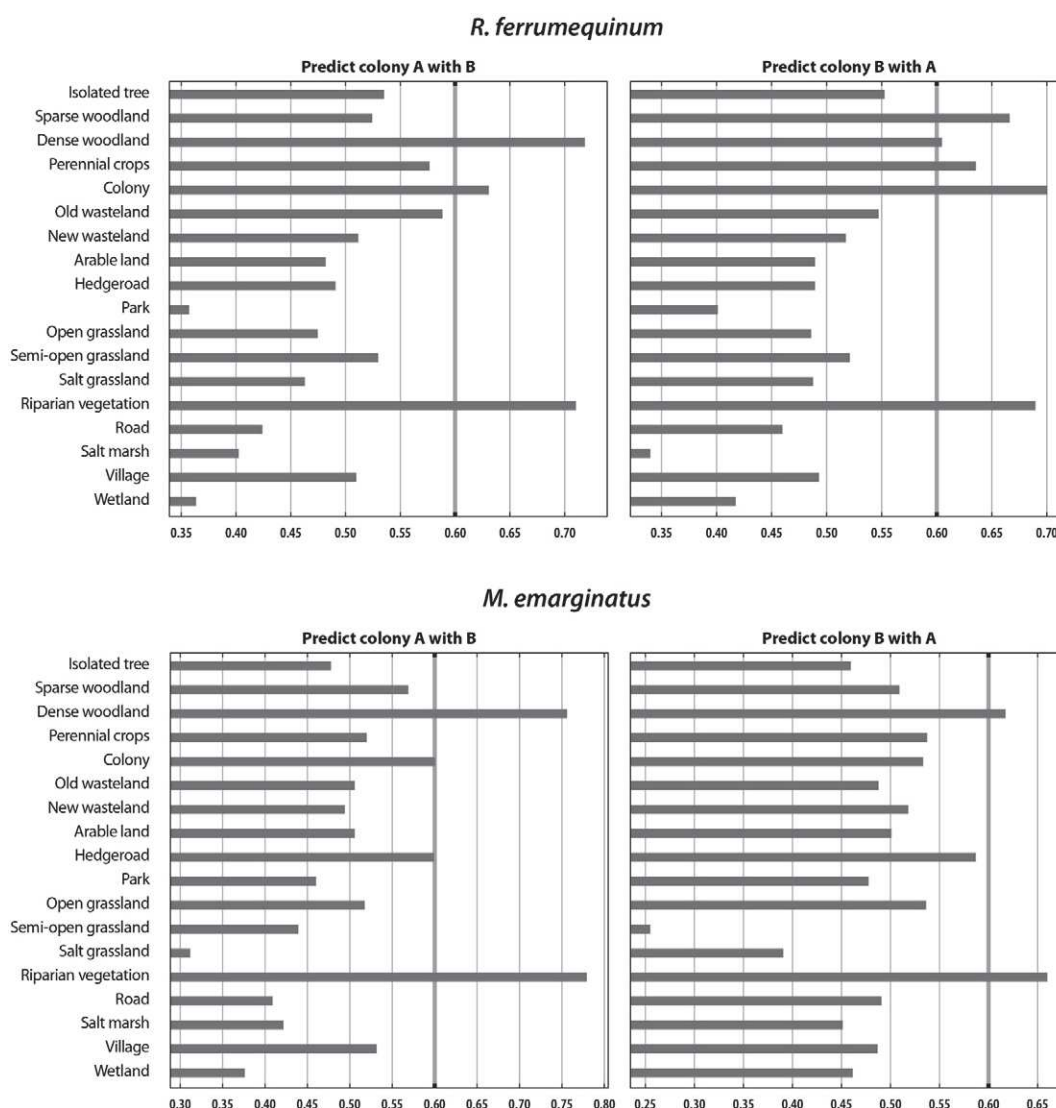 R. ferrumequinum
Predict colony A with B
Predict colony B with A
Isolated tree
Sparse woodland
Dense woodland
Perennial crops
Colony
Old wasteland
New wasteland
Arable land
Hedgeroad
Park
Open grassland
Semi-open grassland
Salt grassland
Riparian vegetation
Road
Salt marsh
Village
Wetland
0.35 0.40 0.45 0.50 0.55 0.60 0.65 0.70
0.35 0.40 0.45 0.50 0.55 0.60 0.65 0.70
M. emarginatus
Predict colony A with B
Predict colony B with A
Isolated tree
Sparse woodland
Dense woodland
Perennial crops
Colony
Old wasteland
New wasteland
Arable land
Hedgeroad
Park
Open grassland
Semi-open grassland
Salt grassland
Riparian vegetation
Road
Salt marsh
Village
Wetland
0.30 0.35 0.40 0.45 0.50 0.55 0.60 0.65 0.70 0.75 0.80
0.25 0.30 0.35 0.40 0.45 0.50 0.55 0.60 0.65